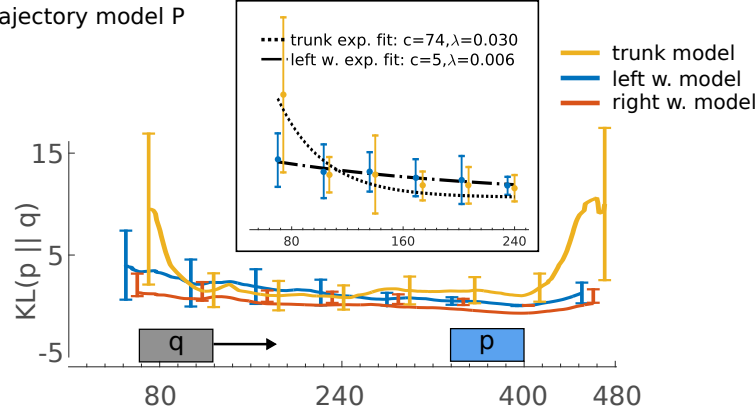 ajectory model P
trunk exp. fit: c=74,λ=0.030
left w. exp fit: c=5,λ=0.006
80 160 240
trunk model
left w. model
right w. model
KL(p || q)
15
5
-5
q
p
80 240 400 480